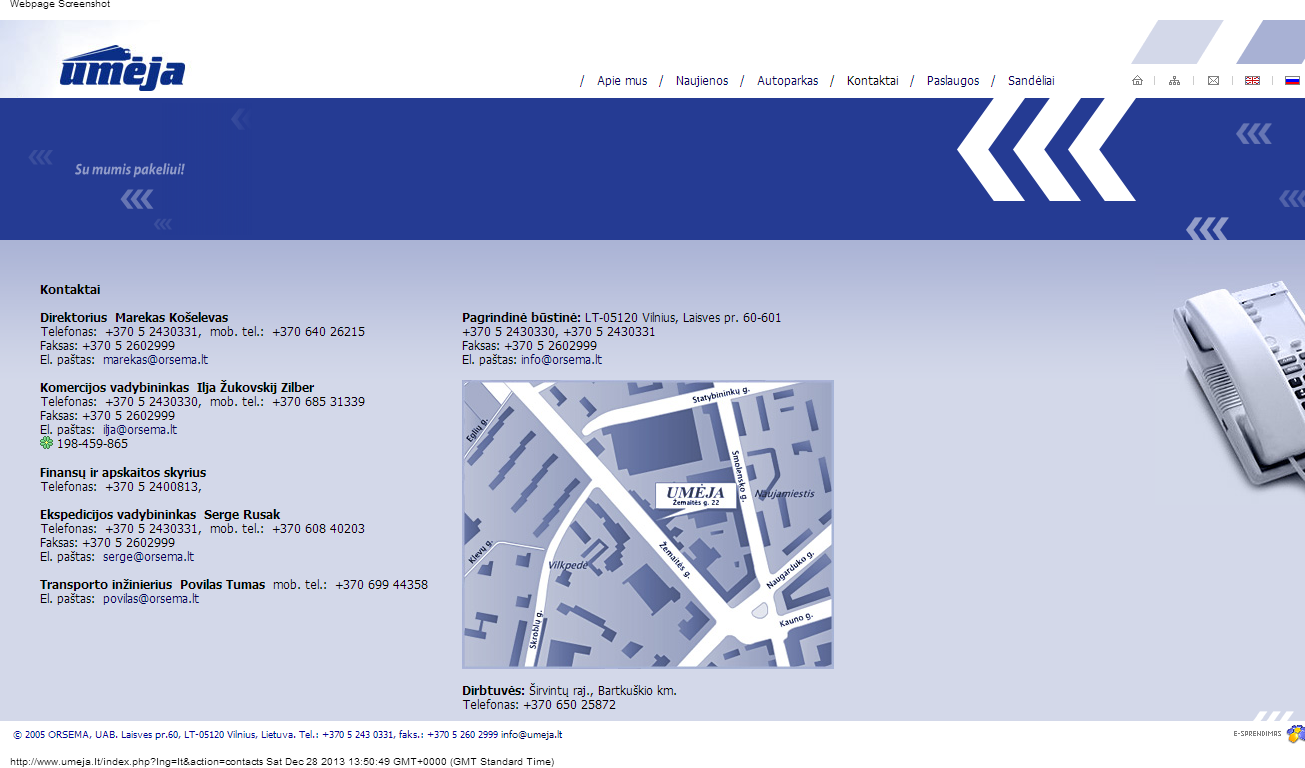 Webpage Screenshot
umėja
/ Apie mus / Naujienos / Autoparkas / Kontaktai / Paslaugos / Sandėliai
Su mumis pakeliui!
Kontaktai
Direktorius Marekas Košelevas
Telefonas: +370 5 2430331, mob. tel.: +370 640 26215
Faksas: +370 5 2602999
El. paštas: marekas@orsema.lt
Komercijos vadybininkas Ilja Žukovskij Zilber
Telefonas: +370 5 2430330, mob. tel.: +370 685 31339
Faksas: +370 5 2602999
El. paštas: ilja@orsema.lt
198-459-865
Finansų ir apskaitos skyrius
Telefonas: +370 5 2400813,
Ekspedicijos vadybininkas Serge Rusak
Telefonas: +370 5 2430331, mob. tel.: +370 608 40203
Faksas: +370 5 2602999
El. paštas: serge@orsema.lt
Transporto inžinierius Povilas Tumas mob. tel.: +370 699 44358
El. paštas: povilas@orsema.lt
Pagrindinė būstinė: LT-05120 Vilnius, Laisves pr. 60-601
+370 5 2430330, +370 5 2430331
Faksas: +370 5 2602999
El. paštas: info@orsema.lt
Statybininkų g.
Eglių g.
Smolensko g.
UMĖJA
Žemaitės g. 22
Naujamiestis
Klevų g.
Vilkpedė
Žemaitės g.
Naugarduko g.
Skroblų g.
Kauno g.
Dirbtuvės: Širvintų raj., Bartkuškio km.
Telefonas: +370 650 25872
© 2005 ORSEMA, UAB. Laisves pr.60, LT-05120 Vilnius, Lietuva. Tel.: +370 5 243 0331, faks.: +370 5 260 2999 info@umeja.lt
E-SPRENDIMAS
http://www.umeja.lt/index.php?lng=lt&action=contacts Sat Dec 28 2013 13:50:49 GMT+0000 (GMT Standard Time)